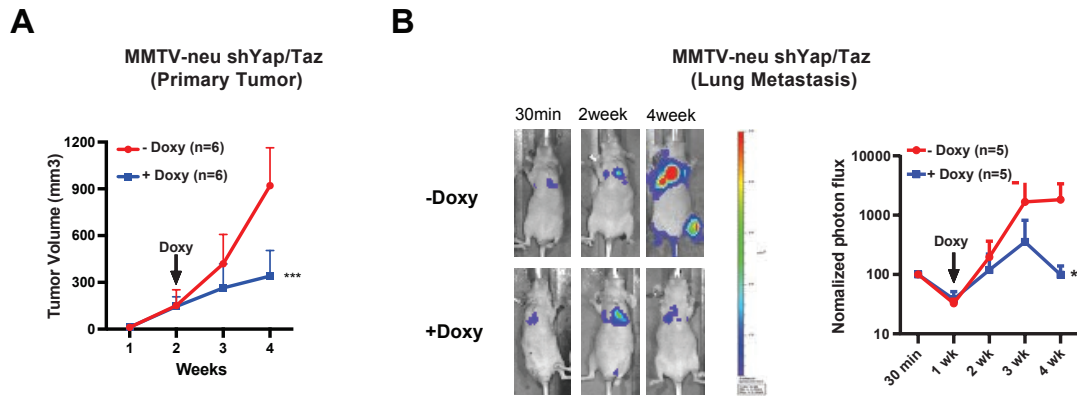 A
MMTV-neu shYap/Taz
(Primary Tumor)
Tumor Volume (mm3)
1200
900
600
300
0
- Doxy (n=6)
+ Doxy (n=6)
Doxy
***
1 2 3 4
Weeks
B
MMTV-neu shYap/Taz
(Lung Metastasis)
30min 2week 4week
-Doxy
+Doxy
Normalized photon flux
10000
1000
100
10
- Doxy (n=5)
+ Doxy (n=5)
Doxy
*
30 min 1 wk 2 wk 3 wk 4 wk